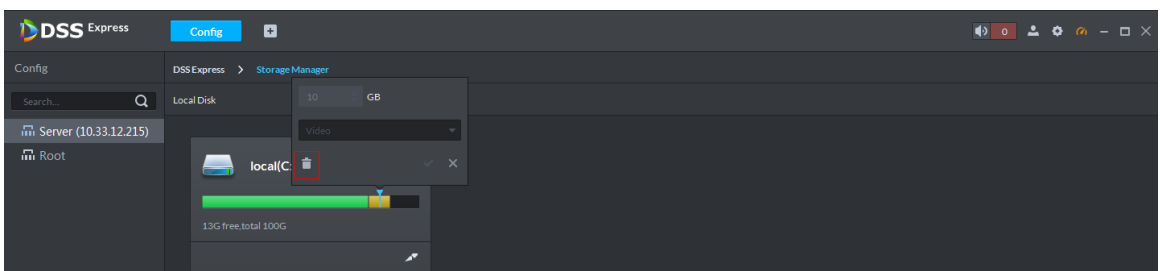 DSS Express
Config
0
Config
DSS Express > Storage Manager
Search...
Local Disk
10 GB
Server (10.33.12.215)
Video
Root
local(C:
13G free,total 100G